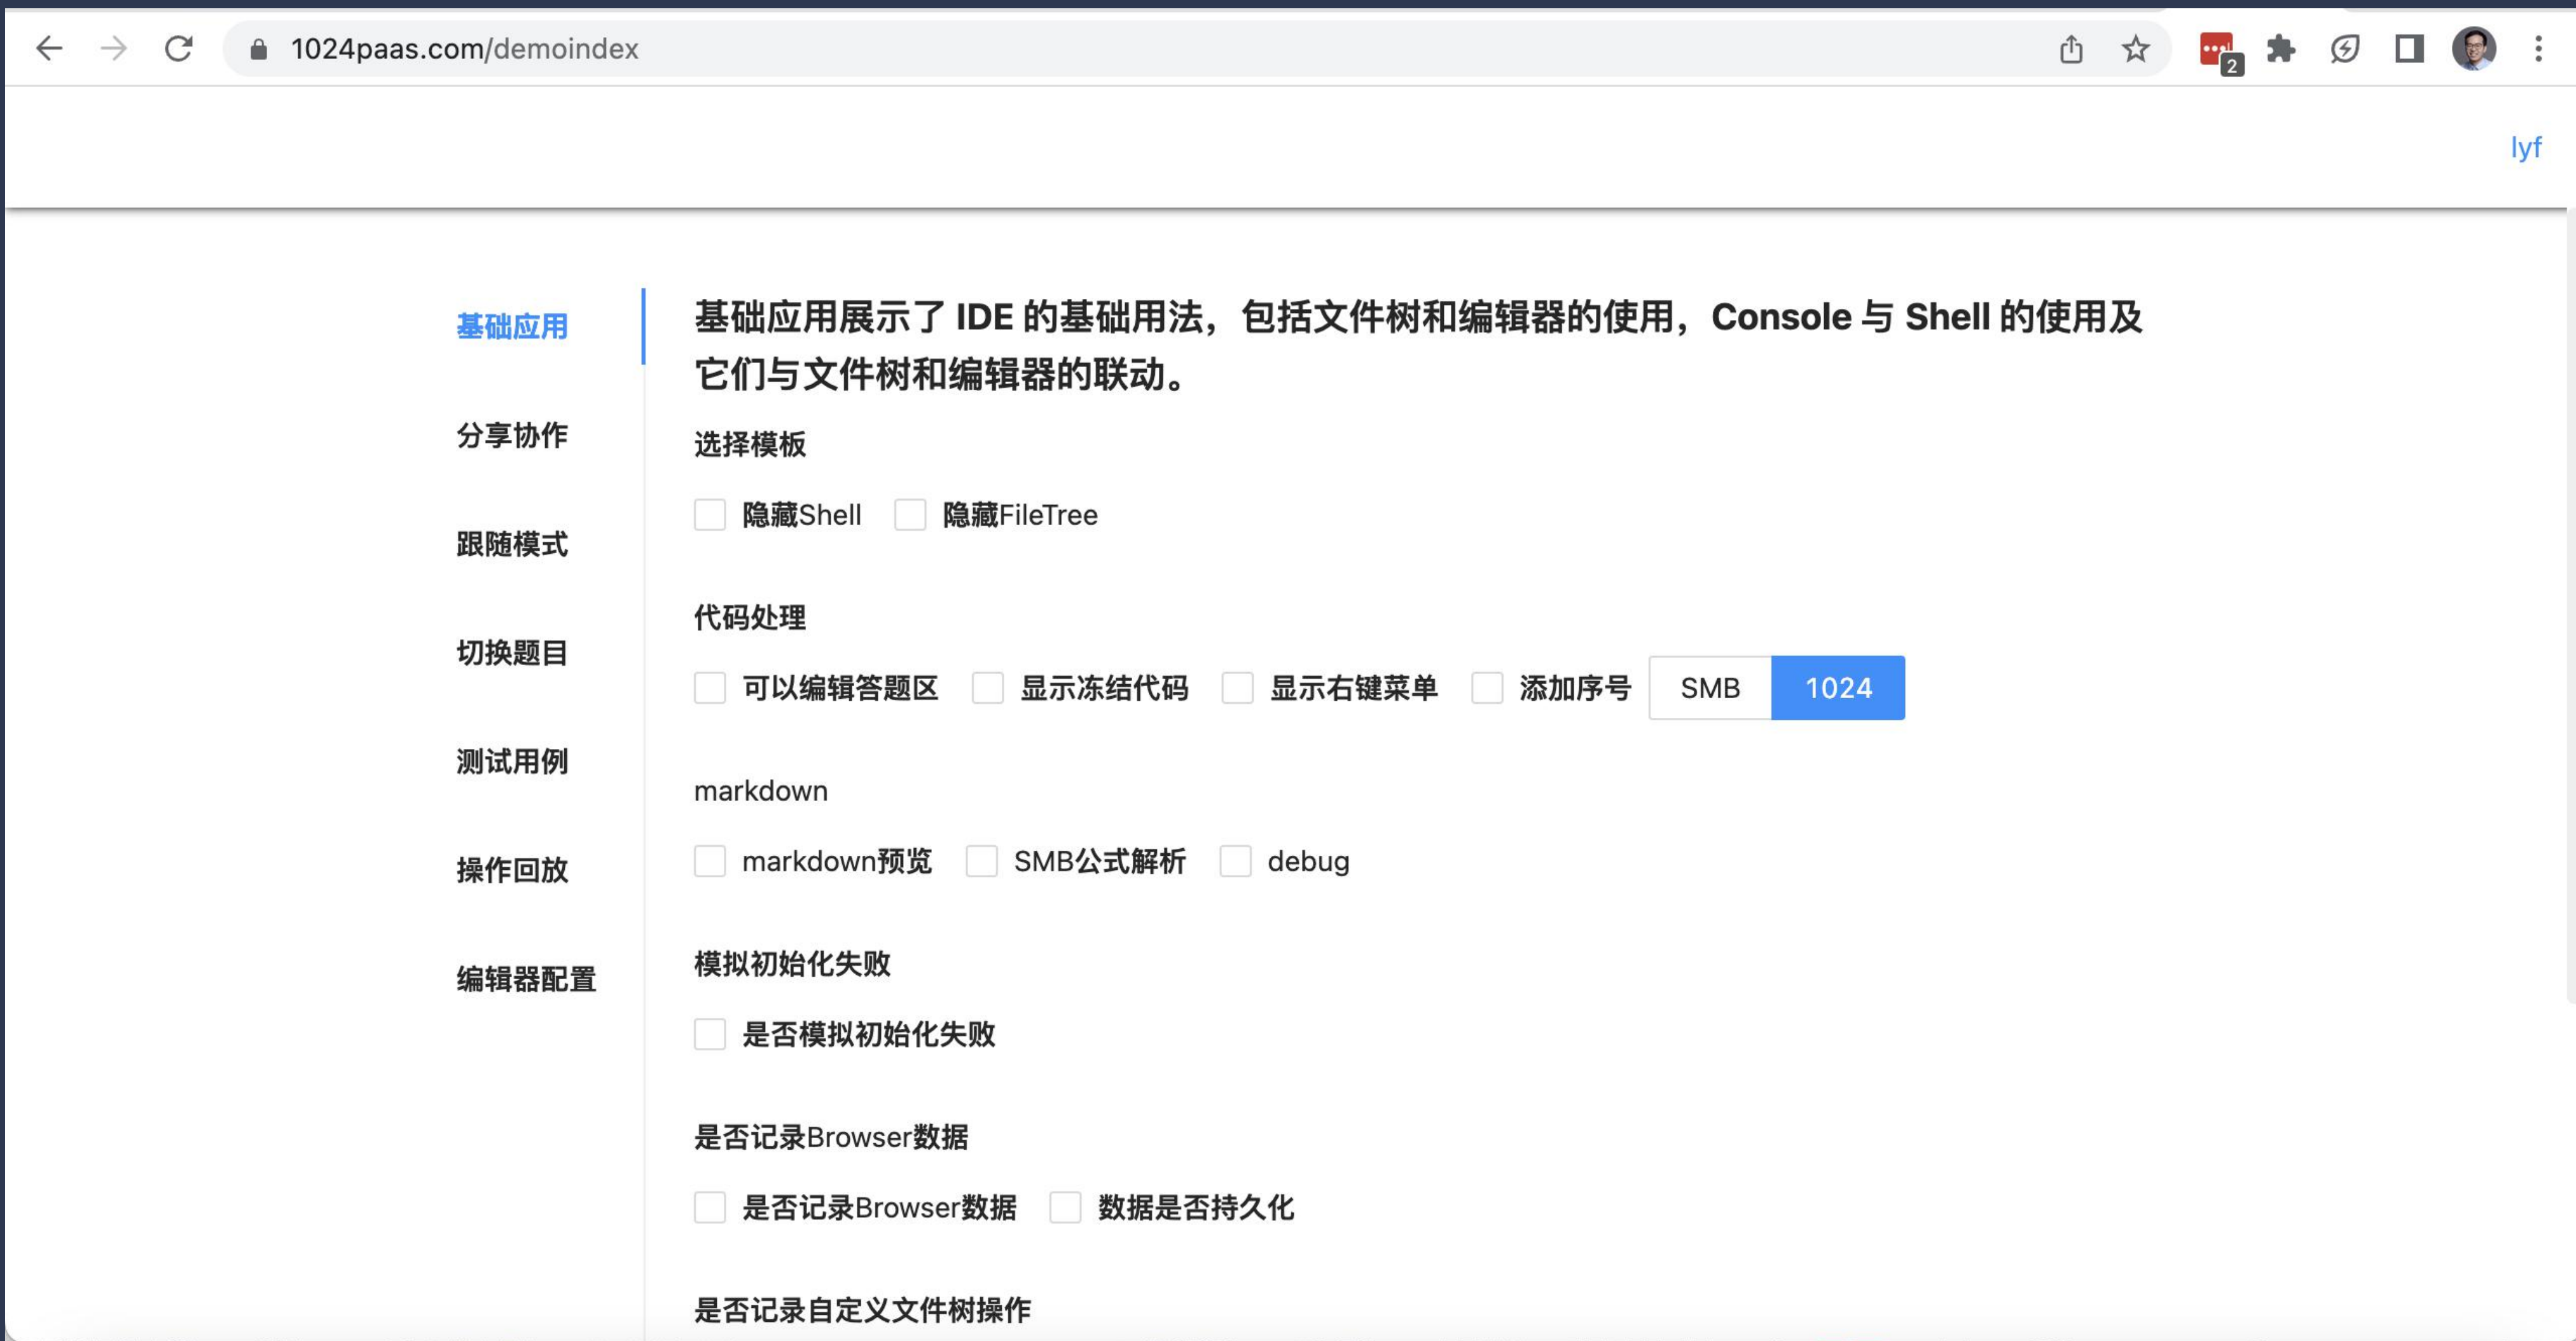 1024paas.com/demoindex
2
lyf
基础应用
分享协作
跟随模式
切换题目
测试用例
操作回放
编辑器配置
基础应用展示了 IDE 的基础用法，包括文件树和编辑器的使用，Console 与 Shell 的使用及
它们与文件树和编辑器的联动。
选择模板
隐藏Shell 隐藏FileTree
代码处理
可以编辑答题区 显示冻结代码 显示右键菜单 添加序号 SMB 1024
markdown
markdown预览 SMB公式解析 debug
模拟初始化失败
是否模拟初始化失败
是否记录Browser数据
是否记录Browser数据 数据是否持久化
是否记录自定义文件树操作